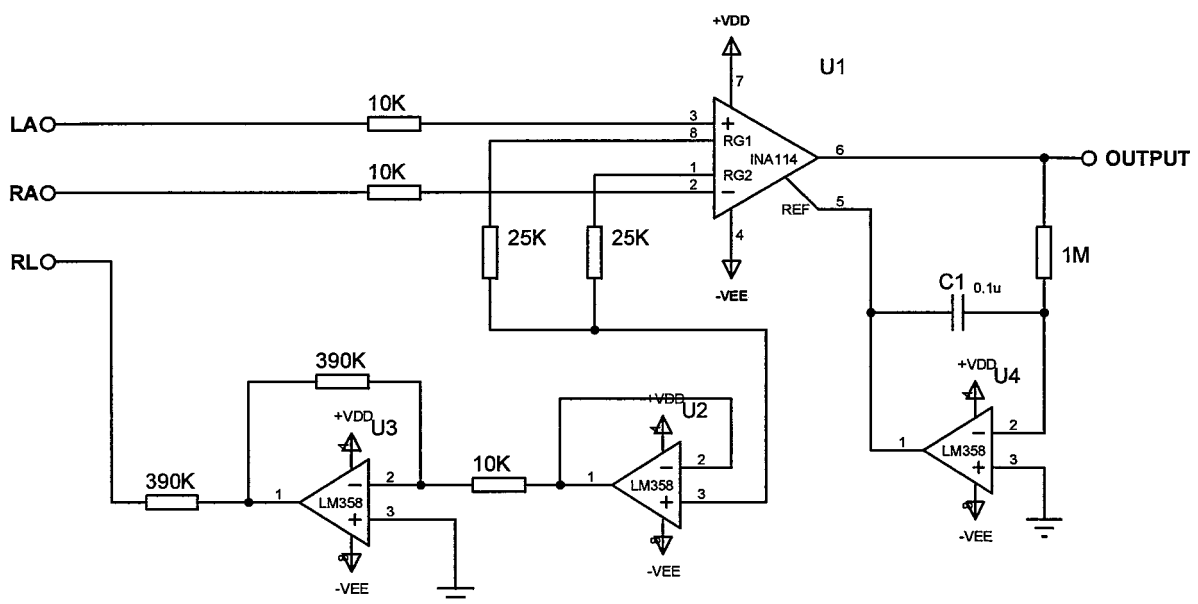 +VDD
U1
7
LA
10K
3
+
8
RG1
INA114
6
OUTPUT
RA
10K
1
RG2
2
−
REF
5
RL
25K
25K
4
-VEE
1M
C1
0.1u
390K
+VDD
U4
+VDD
U2
+VDD
U3
1
−
2
LM358
+
3
-VEE
390K
1
−
2
LM358
+
3
-VEE
10K
1
−
2
LM358
+
3
-VEE